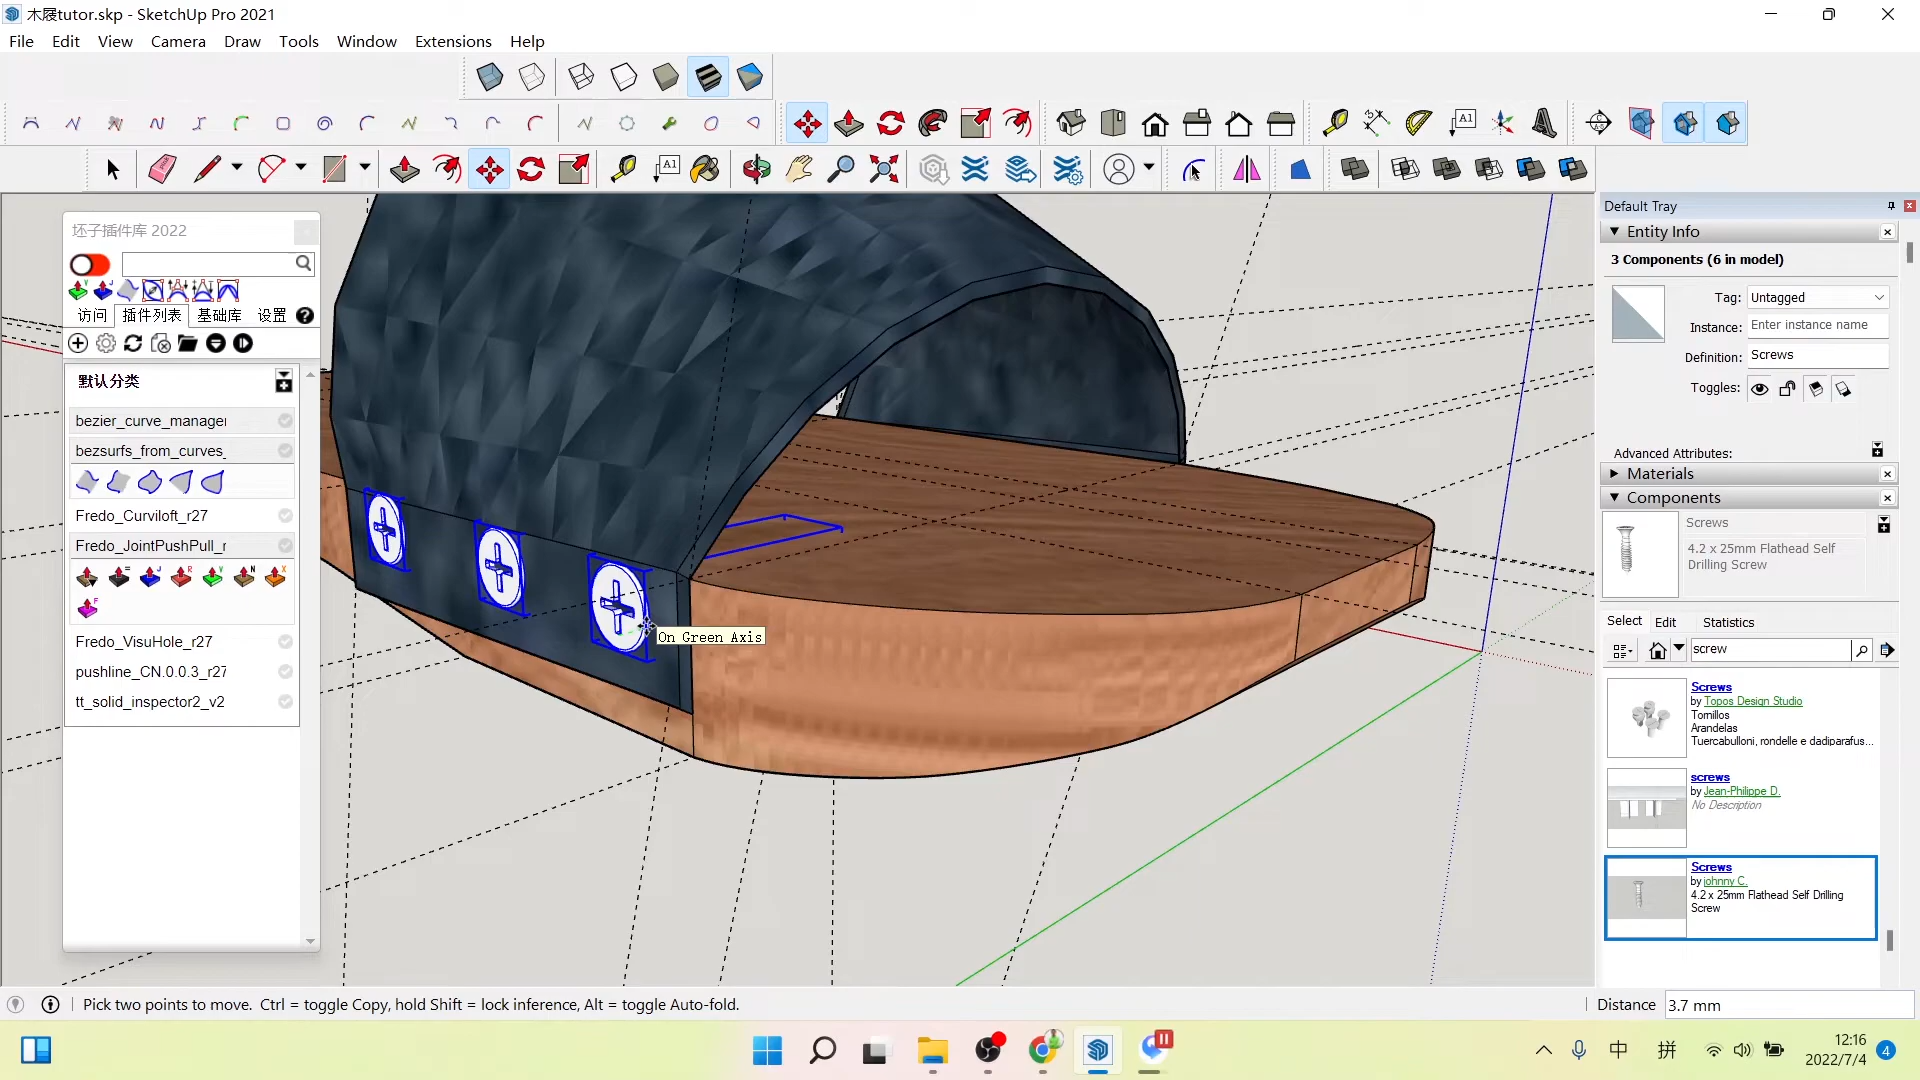 木屐tutor.skp - SketchUp Pro 2021
File Edit View Camera Draw Tools Window Extensions Help
A1
A1
Default Tray
Entity Info
3 Components (6 in model)
Tag: Untagged
Instance: Enter instance name
Definition: Screws
Toggles:
Advanced Attributes:
Materials
Components
Screws
4.2 x 25mm Flathead Self
Drilling Screw
Select Edit Statistics
screw
Screws
by Topos Design Studio
Tornillos
Arandelas
Tuercabulloni, rondelle e dadiparafus...
screws
by Jean-Philippe D.
No Description
Screws
by johnny C.
4.2 x 25mm Flathead Self Drilling
Screw
坯子插件库 2022
访问 插件列表 基础库 设置
默认分类
bezier_curve_manager
bezsurfs_from_curves_
Fredo_Curviloft_r27
Fredo_JointPushPull_r
Fredo_VisuHole_r27
pushline_CN.0.0.3_r27
tt_solid_inspector2_v2
On Green Axis
Pick two points to move. Ctrl = toggle Copy, hold Shift = lock inference, Alt = toggle Auto-fold.
Distance 3.7 mm
中 拼
12:16
2022/7/4
4